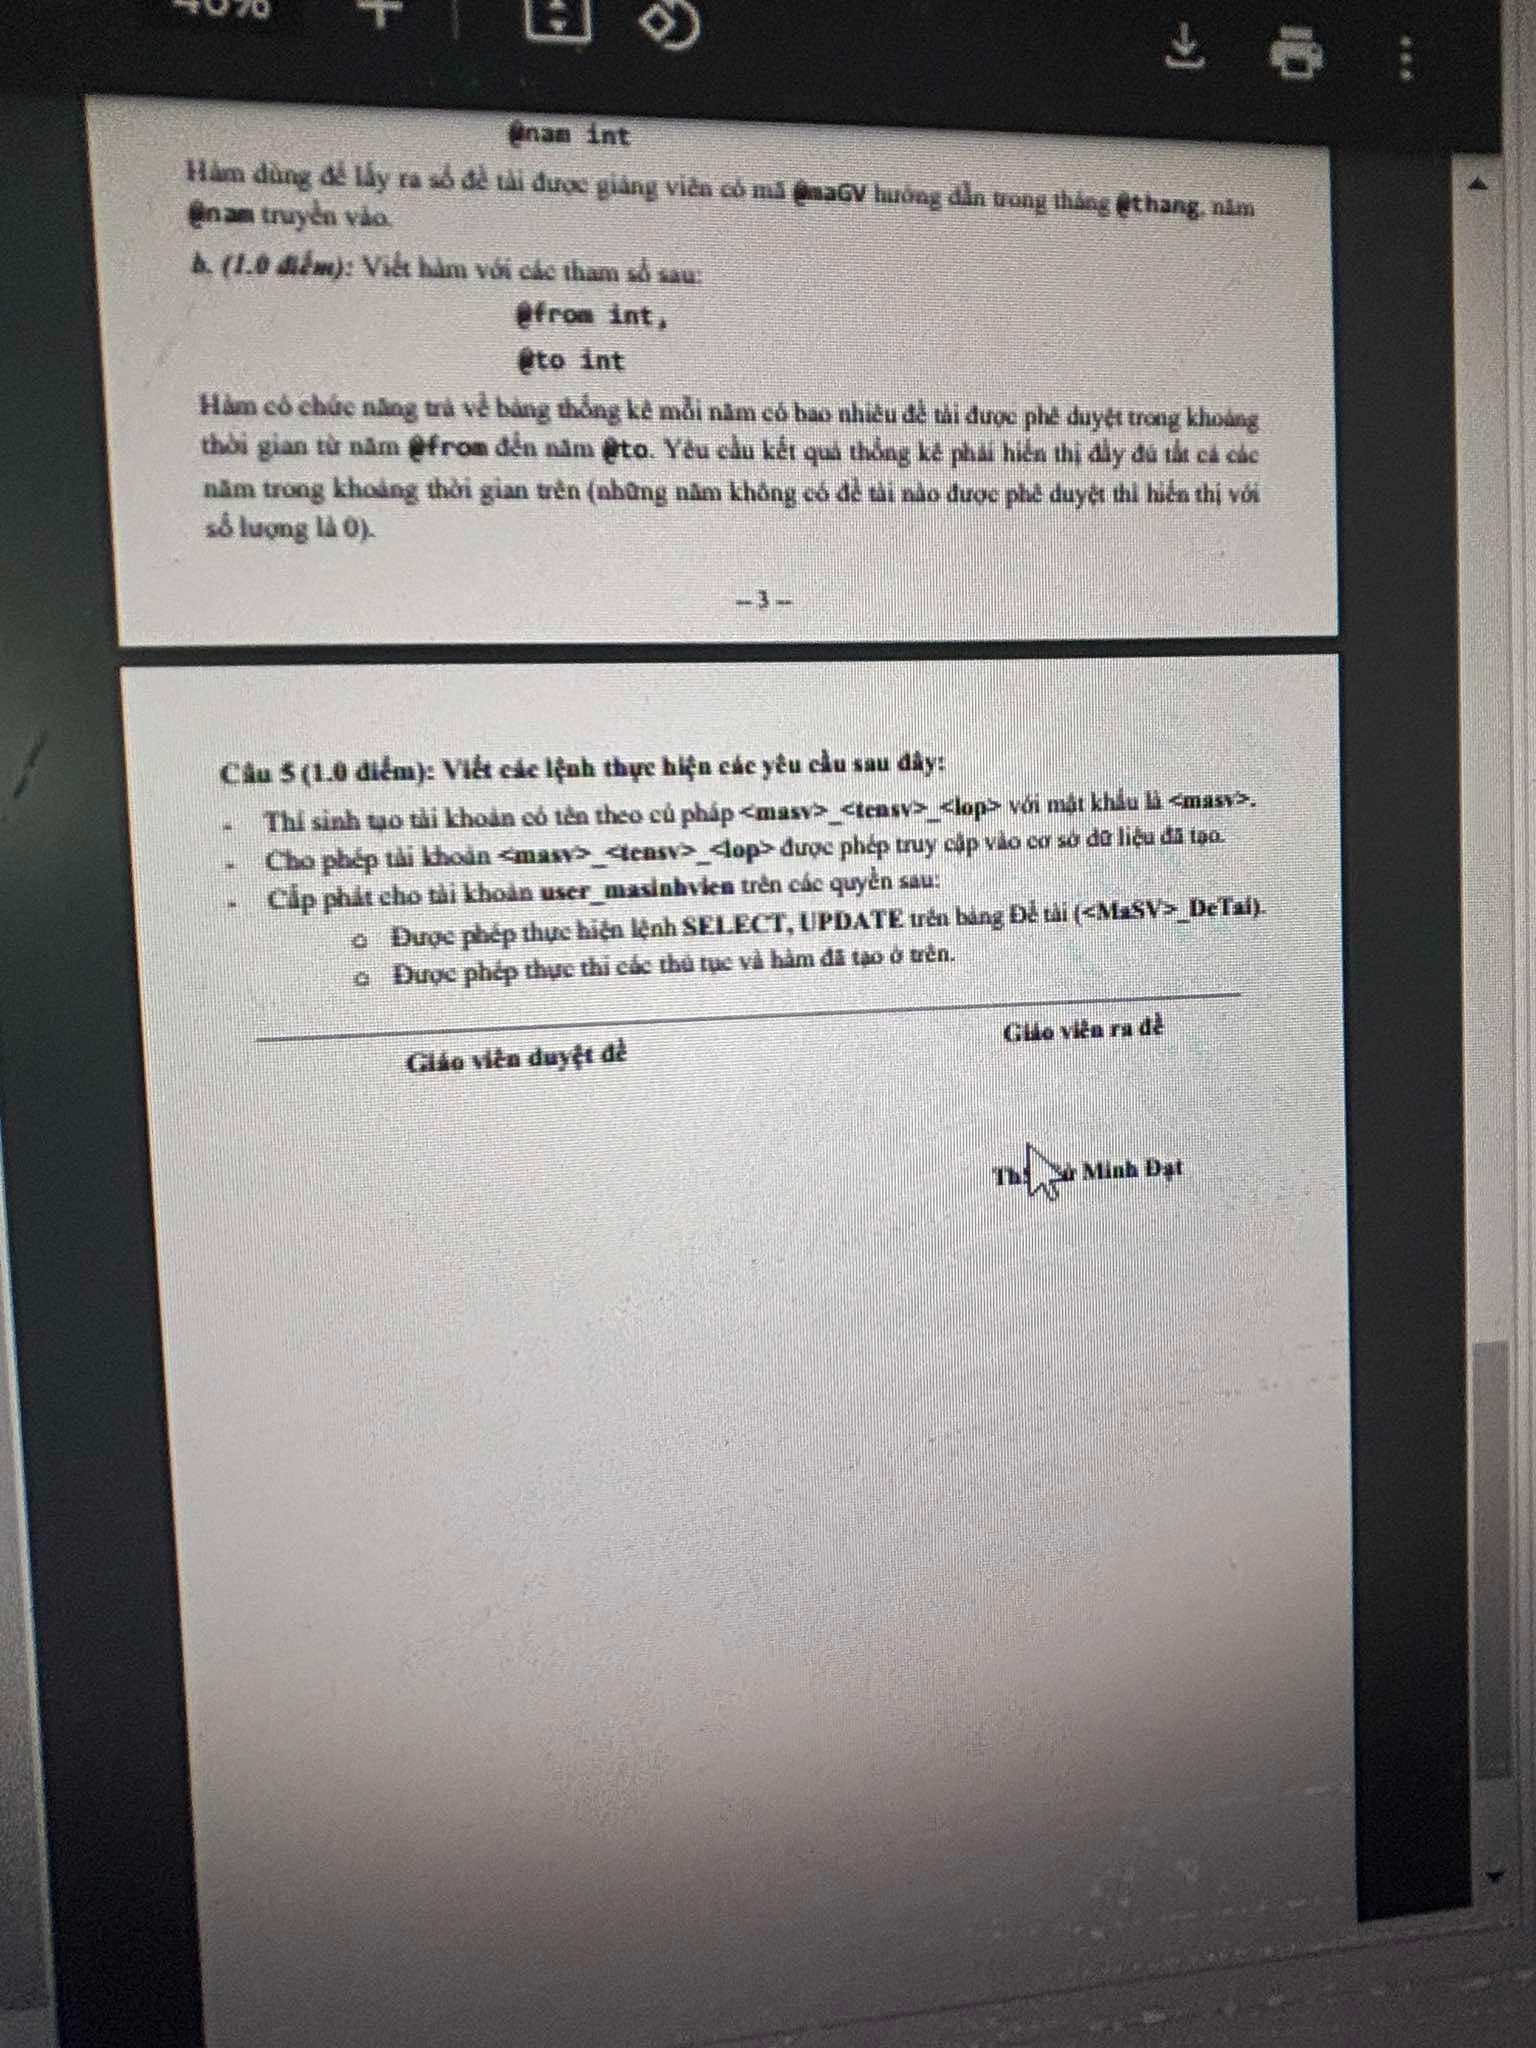 40%
@nam int
Hàm dùng để lấy ra số đề tài được giảng viên có mã @maGV hướng dẫn trong tháng @thang, năm
@nam truyền vào.
b. (1.0 điểm): Viết hàm với các tham số sau:
@from int,
@to int
Hàm có chức năng trả về bảng thống kê mỗi năm có bao nhiêu đề tài được phê duyệt trong khoảng
thời gian từ năm @from đến năm @to. Yêu cầu kết quả thống kê phải hiển thị đầy đủ tất cả các
năm trong khoảng thời gian trên (những năm không có đề tài nào được phê duyệt thì hiển thị với
số lượng là 0).
-- 3 --
Câu 5 (1.0 điểm): Viết các lệnh thực hiện các yêu cầu sau đây:
- Thí sinh tạo tài khoản có tên theo cú pháp <masv>_<tensv>_<lop> với mật khẩu là <masv>.
- Cho phép tài khoản <masv>_<tensv>_<lop> được phép truy cập vào cơ sở dữ liệu đã tạo.
- Cấp phát cho tài khoản user_masinhvien trên các quyền sau:
o Được phép thực hiện lệnh SELECT, UPDATE trên bảng Đề tài (<MaSV>_DeTai).
o Được phép thực thi các thủ tục và hàm đã tạo ở trên.
Giáo viên duyệt đề
Giáo viên ra đề
Minh Đạt